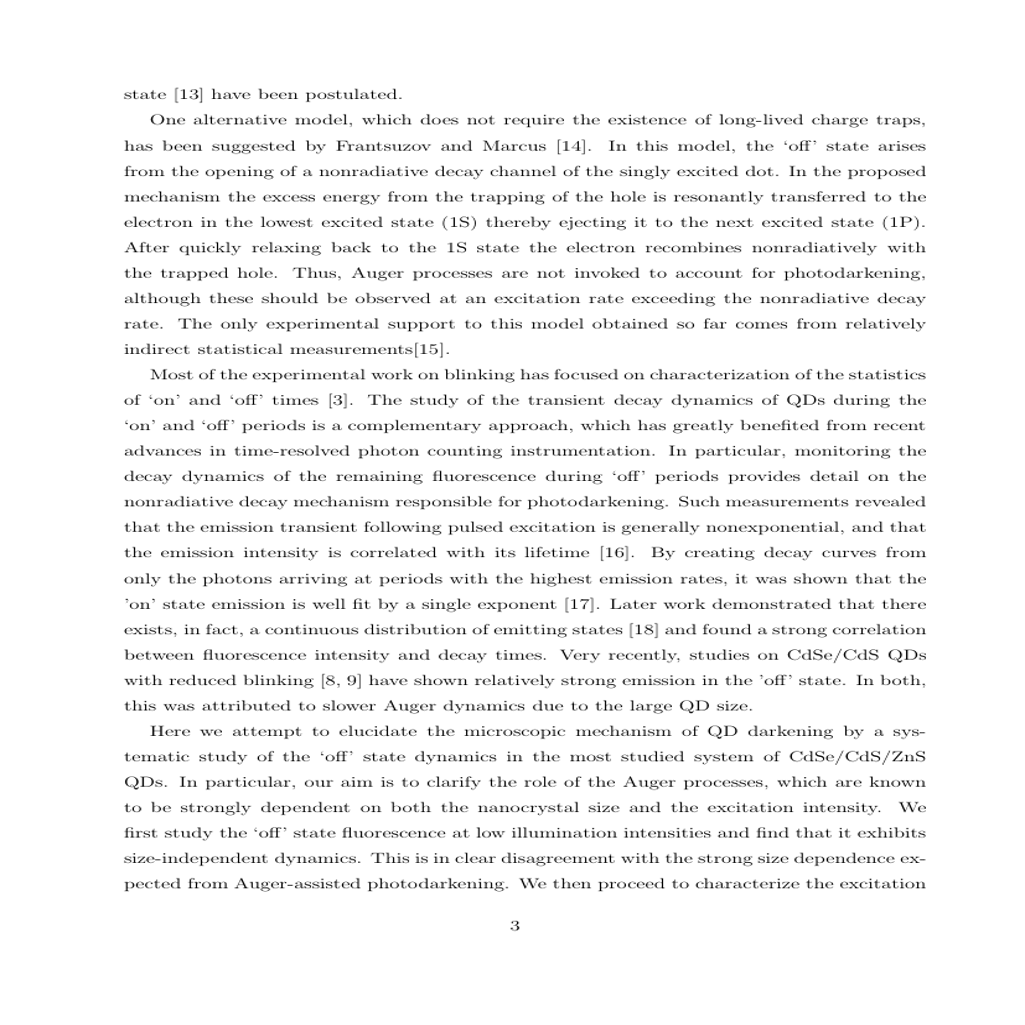 state [13] have been postulated.
One alternative model, which does not require the existence of long-lived charge traps,
has been suggested by Frantsuzov and Marcus [14]. In this model, the ‘off’ state arises
from the opening of a nonradiative decay channel of the singly excited dot. In the proposed
mechanism the excess energy from the trapping of the hole is resonantly transferred to the
electron in the lowest excited state (1S) thereby ejecting it to the next excited state (1P).
After quickly relaxing back to the 1S state the electron recombines nonradiatively with
the trapped hole. Thus, Auger processes are not invoked to account for photodarkening,
although these should be observed at an excitation rate exceeding the nonradiative decay
rate. The only experimental support to this model obtained so far comes from relatively
indirect statistical measurements[15].
Most of the experimental work on blinking has focused on characterization of the statistics
of ‘on’ and ‘off’ times [3]. The study of the transient decay dynamics of QDs during the
‘on’ and ‘off’ periods is a complementary approach, which has greatly benefited from recent
advances in time-resolved photon counting instrumentation. In particular, monitoring the
decay dynamics of the remaining fluorescence during ‘off’ periods provides detail on the
nonradiative decay mechanism responsible for photodarkening. Such measurements revealed
that the emission transient following pulsed excitation is generally nonexponential, and that
the emission intensity is correlated with its lifetime [16]. By creating decay curves from
only the photons arriving at periods with the highest emission rates, it was shown that the
’on’ state emission is well fit by a single exponent [17]. Later work demonstrated that there
exists, in fact, a continuous distribution of emitting states [18] and found a strong correlation
between fluorescence intensity and decay times. Very recently, studies on CdSe/CdS QDs
with reduced blinking [8, 9] have shown relatively strong emission in the ’off’ state. In both,
this was attributed to slower Auger dynamics due to the large QD size.
Here we attempt to elucidate the microscopic mechanism of QD darkening by a sys-
tematic study of the ‘off’ state dynamics in the most studied system of CdSe/CdS/ZnS
QDs. In particular, our aim is to clarify the role of the Auger processes, which are known
to be strongly dependent on both the nanocrystal size and the excitation intensity. We
first study the ‘off’ state fluorescence at low illumination intensities and find that it exhibits
size-independent dynamics. This is in clear disagreement with the strong size dependence ex-
pected from Auger-assisted photodarkening. We then proceed to characterize the excitation
3